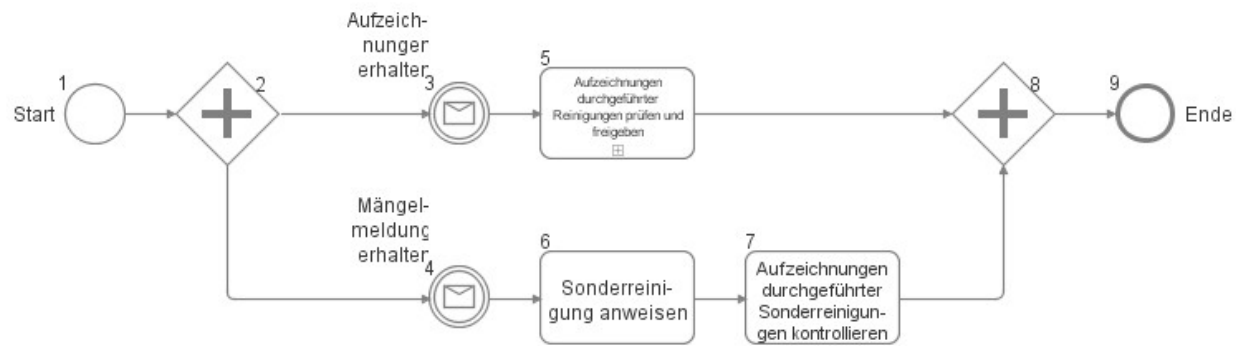 Aufzeich-
nungen
erhalten
1
2
3
5
8
9
Start
Aufzeichnungen
durchgeführter
Reinigungen prüfen und
freigeben
Ende
Mängel-
meldung
erhalten
4
6
7
Sonderreini-
gung anweisen
Aufzeichnungen
durchgeführter
Sonderreinigun-
gen kontrollieren